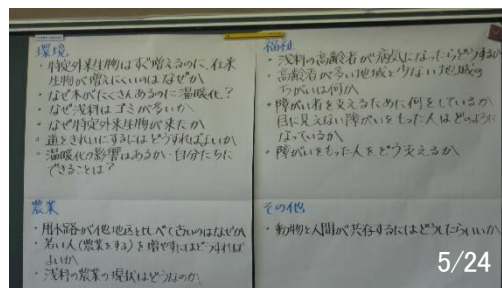 環境
・特定外来生物はすぐ増えるのに、在来
生物が増えにくいのはなぜか
・なぜ木がたくさんあるのに温暖化?
・なぜ浅科はゴミが多いか
・なぜ特定外来生物が来たか
・道をきれいにするにはどうすればよいか
・温暖化の影響はあるか・自分たちに
できることは?
福祉
・浅科の高齢者が病気になったらどうするか
・高齢者が多い地域と少ない地域の
ちがいは何か
・障がい者を支えるために何をしているか
目に見えない障がいをもった人はどのように
なっているか
・障がいをもった人をどう支えるか
農業
・用水路が他地区とくらべて古いのはなぜか
・若い人(農業をする)を増やすにはどうすれば
よいか
・浅科の農業の現状はどうなのか
その他
・動物と人間が共存するにはどうしたらいいか
5/24